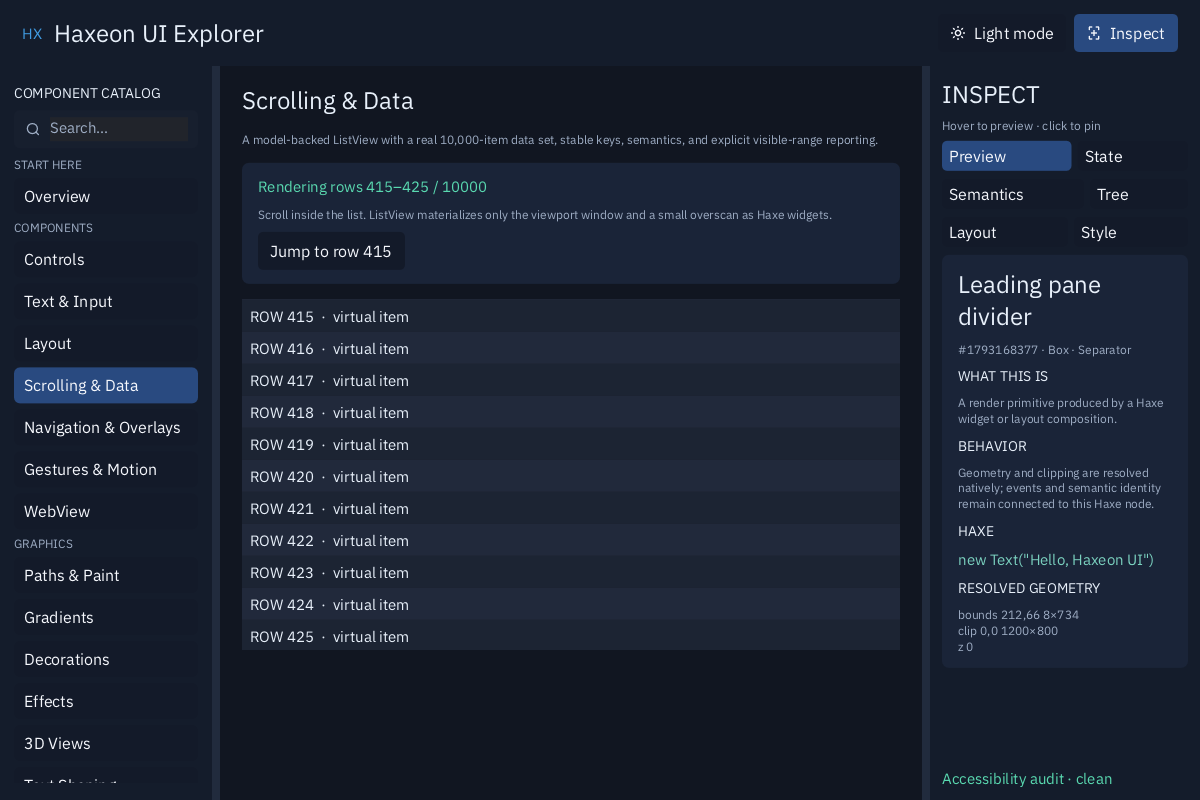 HX Haxeon UI Explorer
Light mode
Inspect
COMPONENT CATALOG
Search...
START HERE
Overview
COMPONENTS
Controls
Text & Input
Layout
Scrolling & Data
Navigation & Overlays
Gestures & Motion
WebView
GRAPHICS
Paths & Paint
Gradients
Decorations
Effects
3D Views
Text Shaping
Scrolling & Data
A model-backed ListView with a real 10,000-item data set, stable keys, semantics, and explicit visible-range reporting.
Rendering rows 415–425 / 10000
Scroll inside the list. ListView materializes only the viewport window and a small overscan as Haxe widgets.
Jump to row 415
ROW 415 · virtual item
ROW 416 · virtual item
ROW 417 · virtual item
ROW 418 · virtual item
ROW 419 · virtual item
ROW 420 · virtual item
ROW 421 · virtual item
ROW 422 · virtual item
ROW 423 · virtual item
ROW 424 · virtual item
ROW 425 · virtual item
INSPECT
Hover to preview · click to pin
Preview State
Semantics Tree
Layout Style
Leading pane
divider
#1793168377 · Box · Separator
WHAT THIS IS
A render primitive produced by a Haxe
widget or layout composition.
BEHAVIOR
Geometry and clipping are resolved
natively; events and semantic identity
remain connected to this Haxe node.
HAXE
new Text("Hello, Haxeon UI")
RESOLVED GEOMETRY
bounds 212,66 8×734
clip 0,0 1200×800
z 0
Accessibility audit · clean